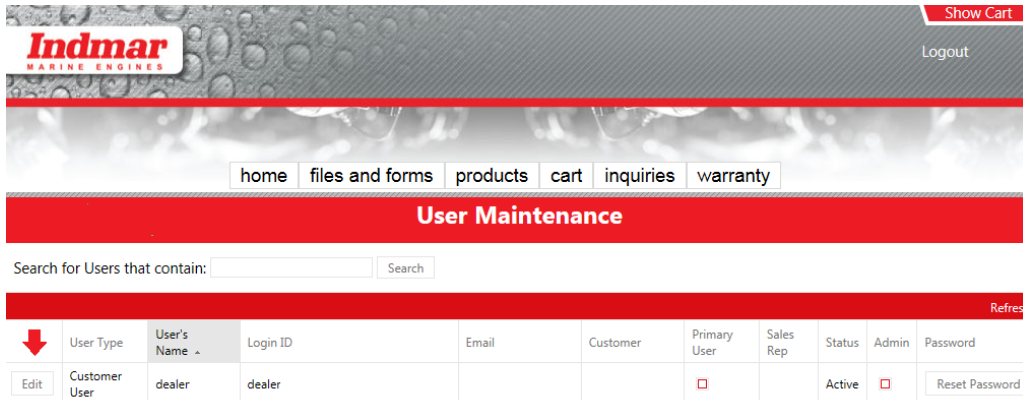 Show Cart
Indmar
MARINE ENGINES
Logout
home files and forms products cart inquiries warranty
User Maintenance
Search for Users that contain: Search
Refres
User Type User's Name Login ID Email Customer Primary User Sales Rep Status Admin Password
Edit Customer User dealer dealer Active Reset Password